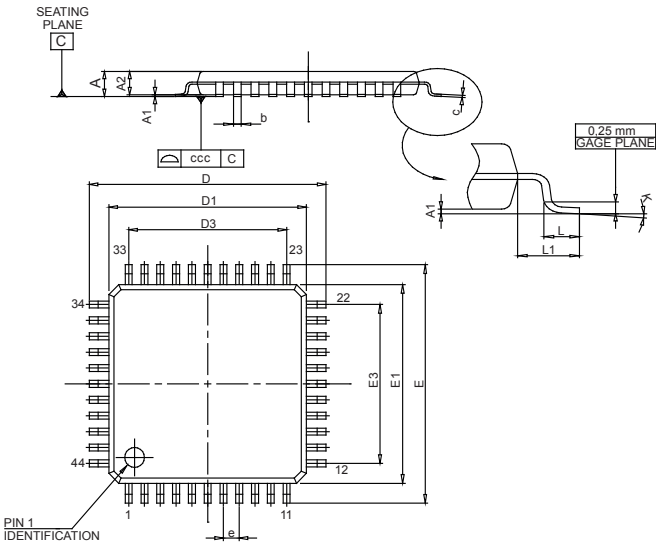 SEATING
PLANE
C
A
A2
A1
b
c
ccc C
0,25 mm
GAGE PLANE
A1
K
L
L1
D
D1
D3
33
23
34
22
E3
E1
E
44
12
PIN 1
IDENTIFICATION
1
e
11